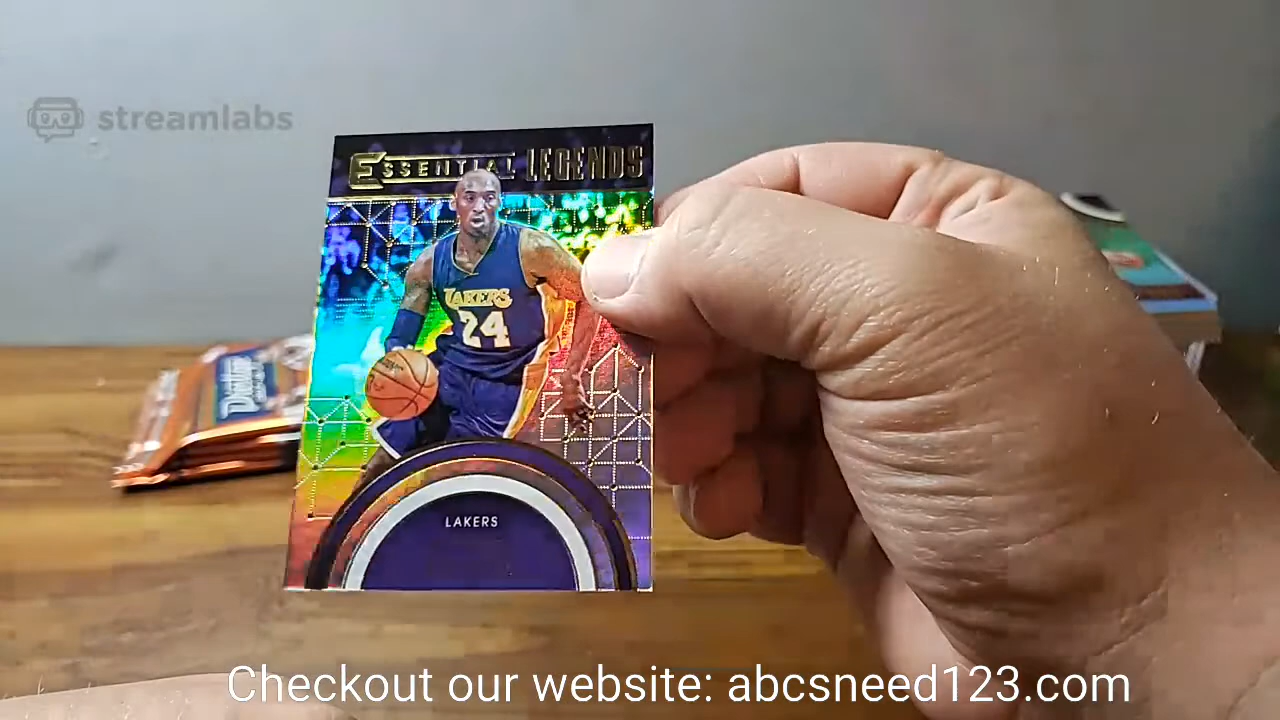 streamlabs
ESSENTIAL LEGENDS
LAKERS
24
LAKERS
Checkout our website: abcsneed123.com